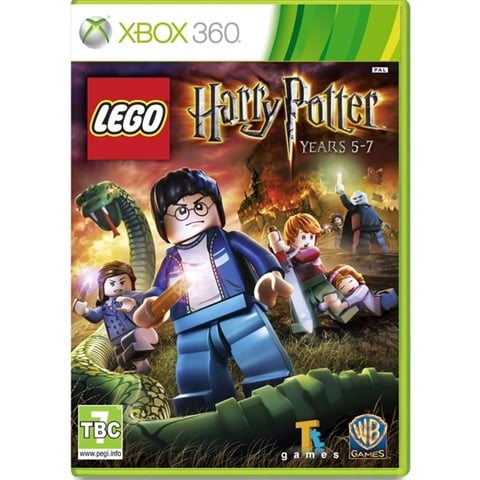 XBOX 360.
PAL
LEGO
Harry Potter
YEARS 5-7
7
TBC
www.pegi.info
Tt
games
WB
GAMES